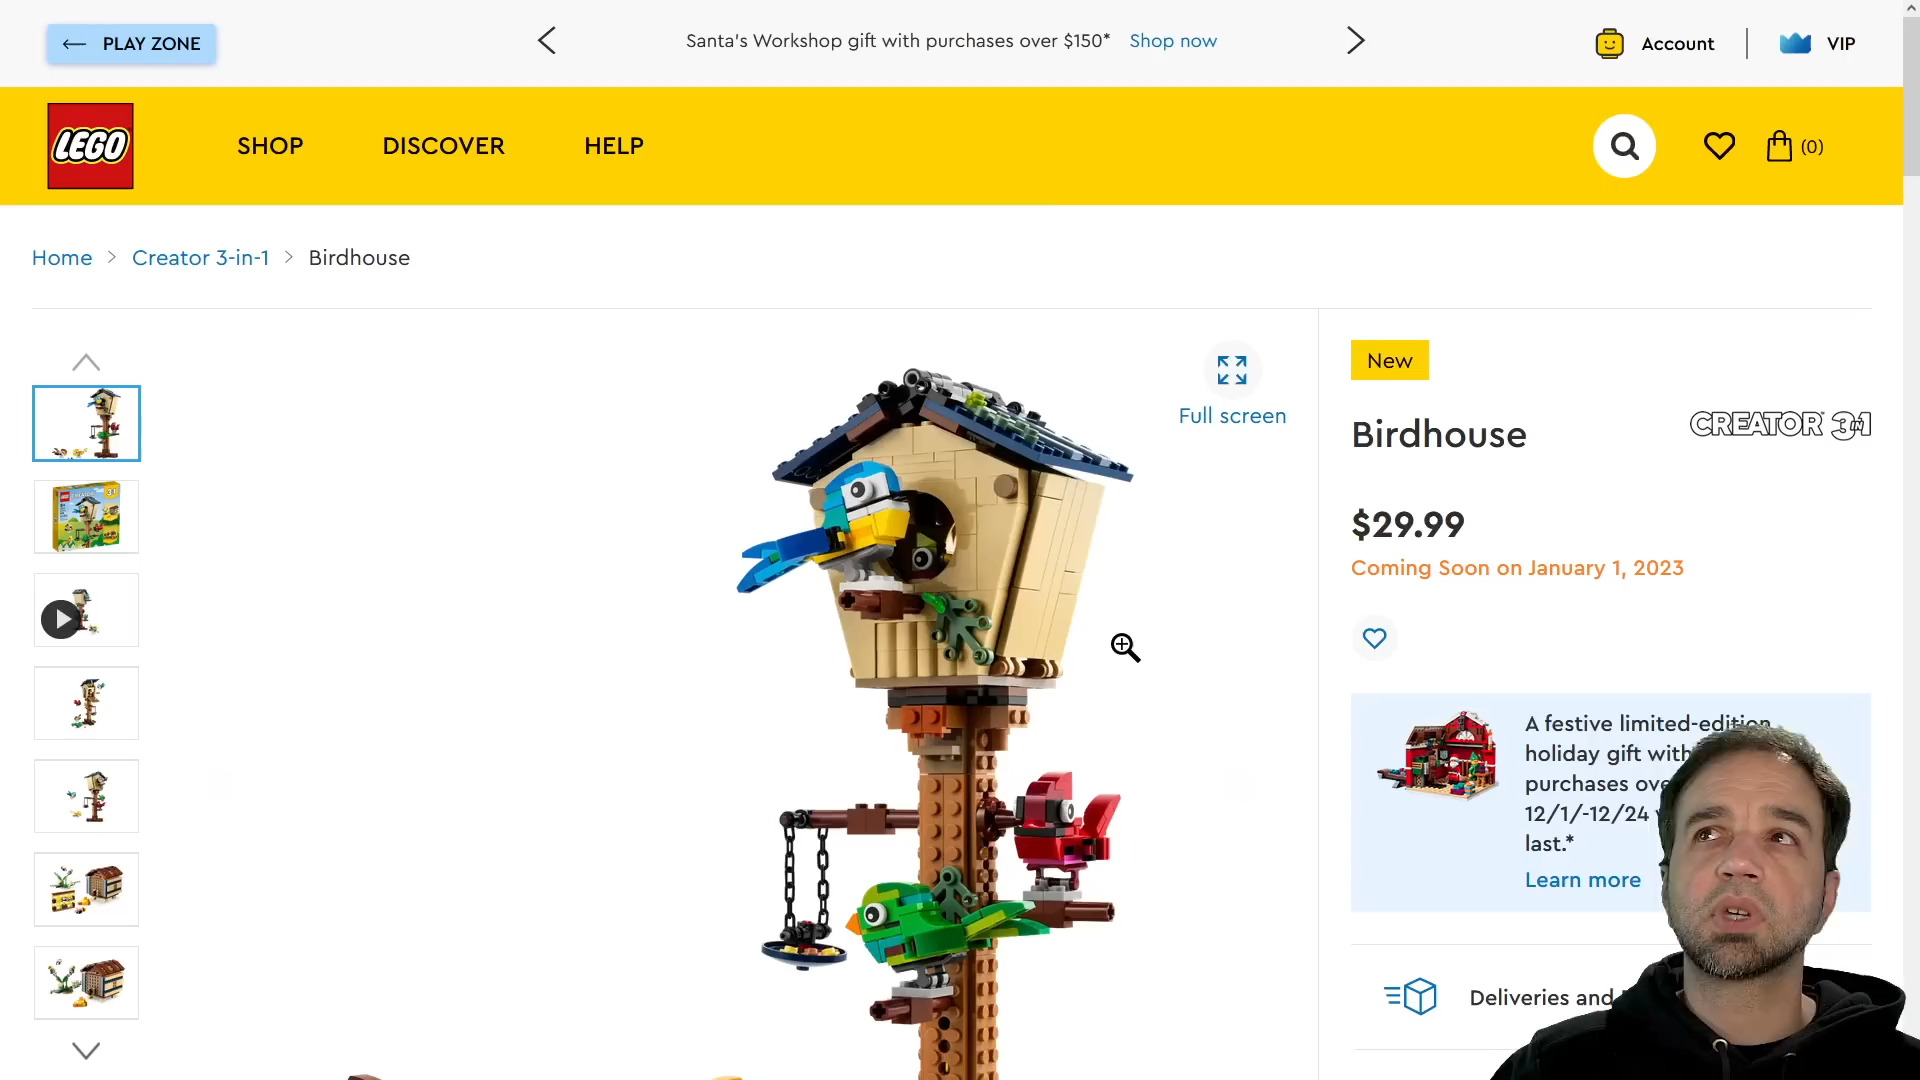 PLAY ZONE
Santa's Workshop gift with purchases over $150* Shop now
Account
VIP
LEGO
SHOP
DISCOVER
HELP
(0)
Home > Creator 3-in-1 > Birdhouse
Full screen
New
Birdhouse
CREATOR 3in1
$29.99
Coming Soon on January 1, 2023
A festive limited-edition
holiday gift with
purchases
12/1/-12/24
last.*
Learn more
Deliveries and